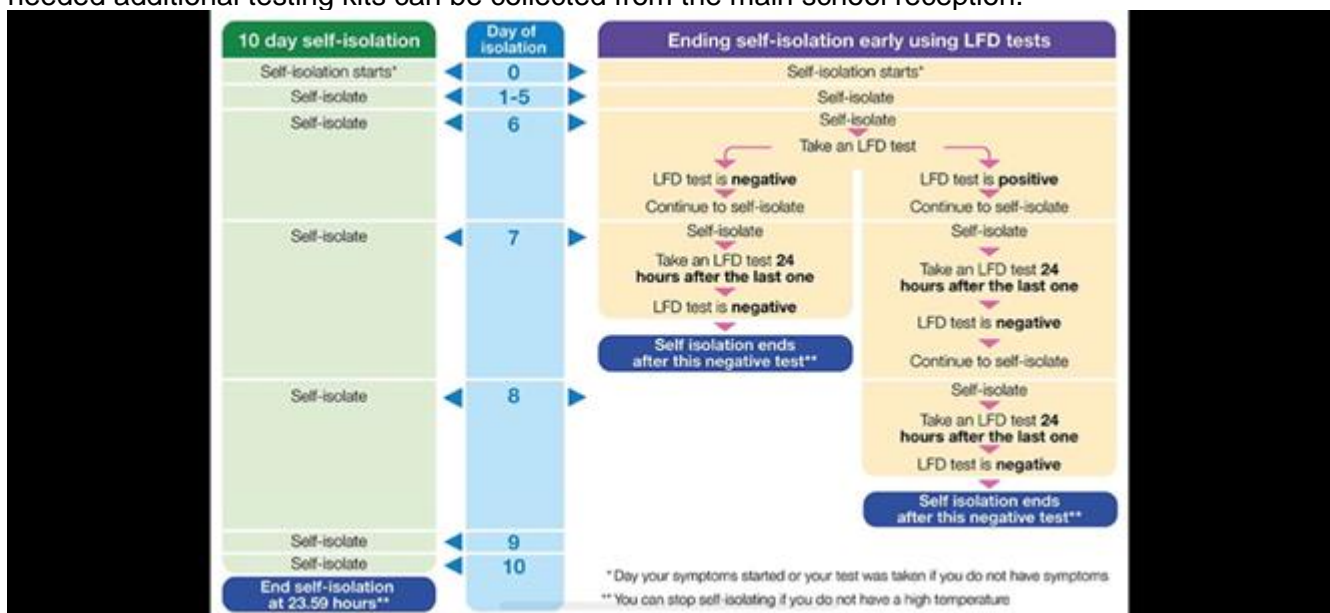 needed additional testing kits can be collected from the main school reception.
10 day self-isolation
Day of
isolation
Ending self-isolation early using LFD tests
Self-isolation starts*
0
Self-isolation starts*
Self-isolate
1-5
Self-isolate
Self-isolate
6
Self-isolate
Take an LFD test
LFD test is negative
LFD test is positive
Continue to self-isolate
Continue to self-isolate
Self-isolate
7
Self-isolate
Self-isolate
Take an LFD test 24
hours after the last one
LFD test is negative
Self isolation ends
after this negative test**
Take an LFD test 24
hours after the last one
LFD test is negative
Continue to self-isolate
Self-isolate
8
Self-isolate
Take an LFD test 24
hours after the last one
LFD test is negative
Self isolation ends
after this negative test**
Self-isolate
9
Self-isolate
10
End self-isolation
at 23.59 hours**
* Day your symptoms started or your test was taken if you do not have symptoms
** You can stop self-isolating if you do not have a high temperature